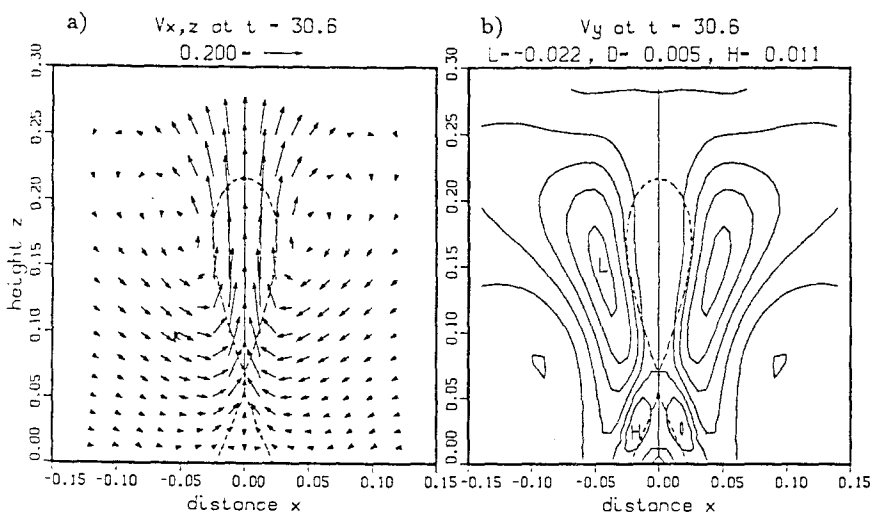 a) Vx,z at t - 30.6
0.200-
0.30
0.25
0.20
0.15
0.10
0.05
0.00
height z
-0.15 -0.10 -0.05 0.00 0.05 0.10 0.15
distance x
b) Vy at t - 30.6
L--0.022 , D- 0.005, H- 0.011
0.30
0.25
0.20
0.15
0.10
0.05
0.00
L
H
-0.15 -0.10 -0.05 0.00 0.05 0.10 0.15
distance x